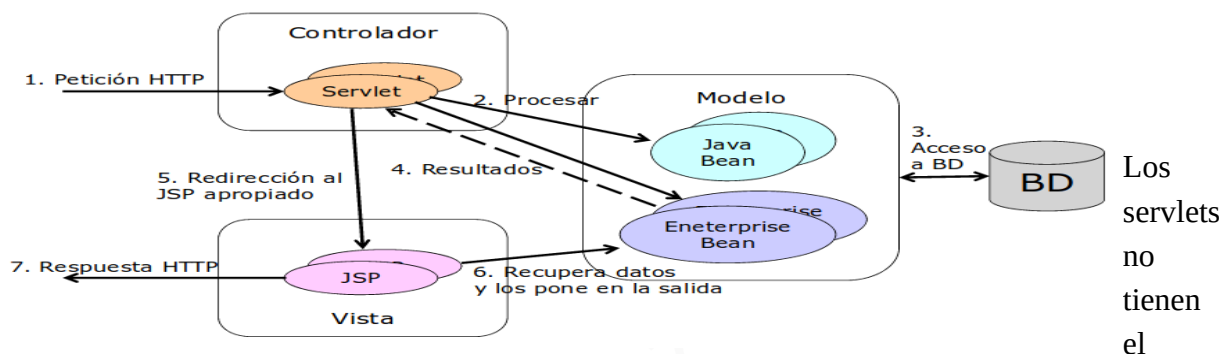 Controlador
1. Petición HTTP
Servlet
2. Procesar
Modelo
Java
Bean
3.
Acceso
a BD
BD
4. Resultados
5. Redirección al
JSP apropiado
Eneterprise
Bean
6. Recupera datos
y los pone en la salida
7. Respuesta HTTP
JSP
Vista
Los
servlets
no
tienen
el